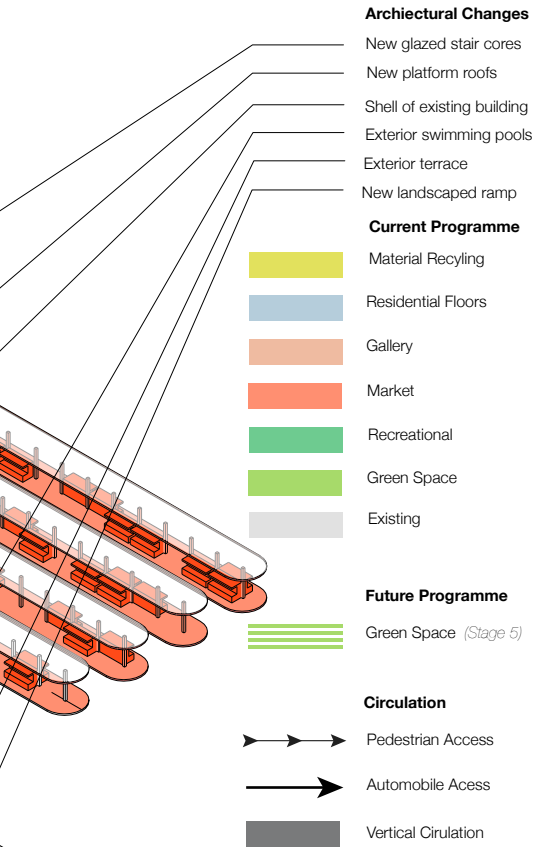 Archiectural Changes
New glazed stair cores
New platform roofs
Shell of existing building
Exterior swimming pools
Exterior terrace
New landscaped ramp
Current Programme
Material Recyling
Residential Floors
Gallery
Market
Recreational
Green Space
Existing
Future Programme
Green Space (Stage 5)
Circulation
Pedestrian Access
Automobile Acess
Vertical Cirulation